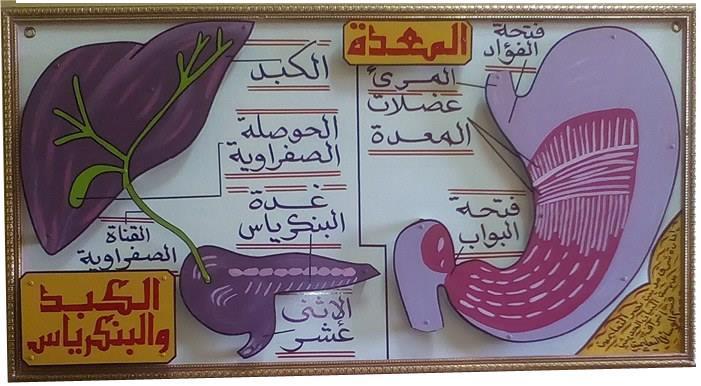 المعدة
فتحة
الفؤاد
المرئ
عضلات
المعدة
فتحة
البواب
الكبد
الحوصلة
الصفراوية
غدة
البنكرياس
القناة
الصفراوية
الاثنى
عشر
الكبد
والبنكرياس